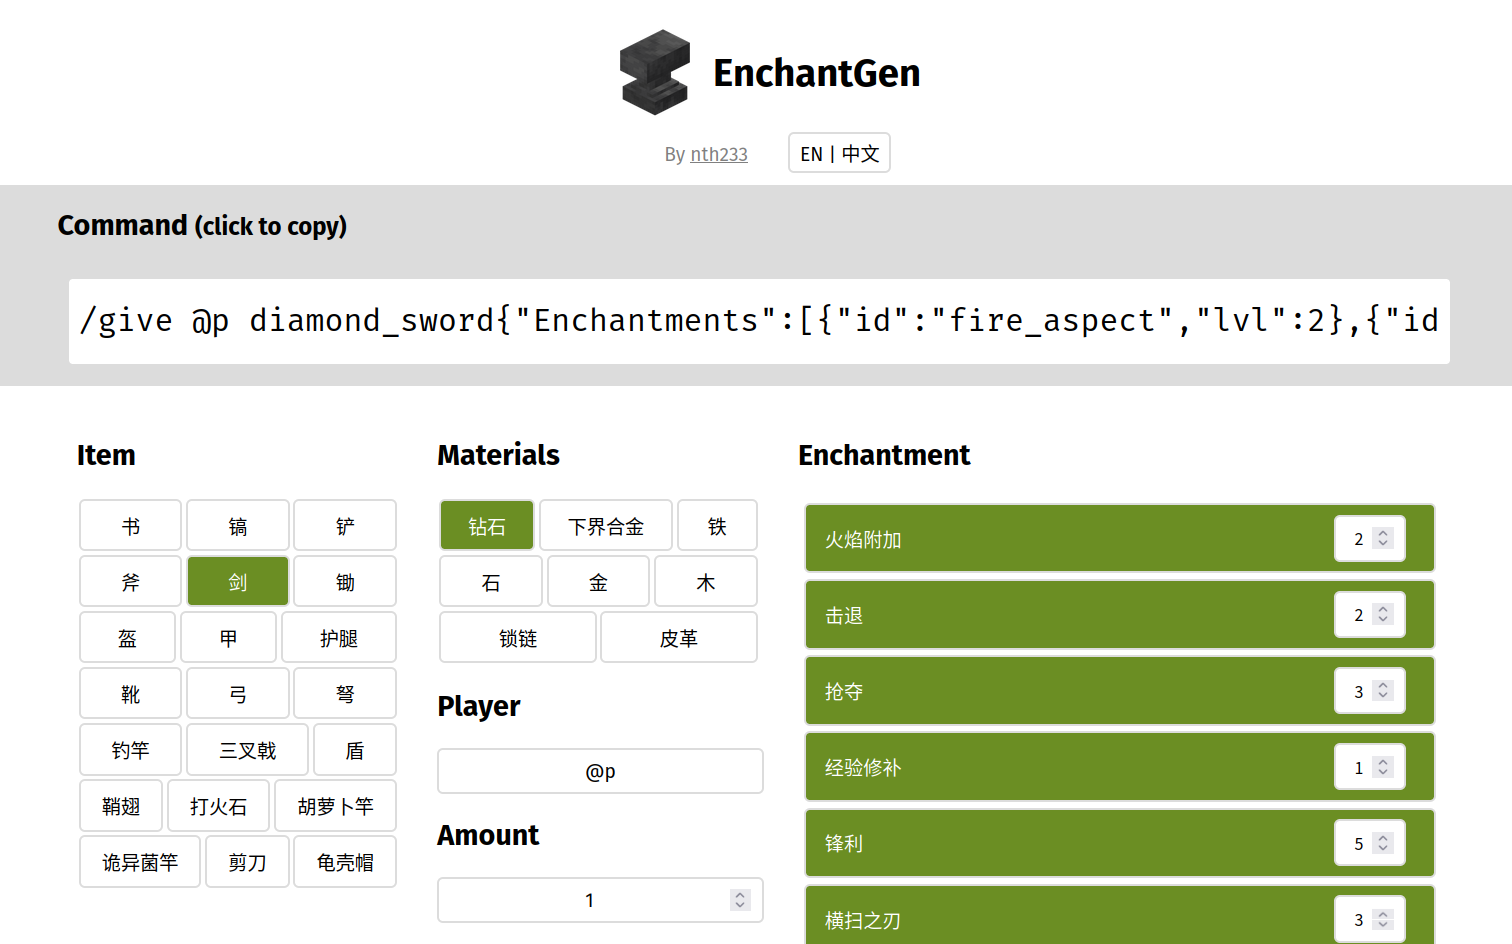 EnchantGen
By nth233
EN | 中文
Command (click to copy)
/give @p diamond_sword{"Enchantments":[{"id":"fire_aspect","lvl":2},{"id
Item
书 镐 铲
斧 剑 锄
盔 甲 护腿
靴 弓 弩
钓竿 三叉戟 盾
鞘翅 打火石 胡萝卜竿
诡异菌竿 剪刀 龟壳帽
Materials
钻石 下界合金 铁
石 金 木
锁链 皮革
Player
@p
Amount
1
Enchantment
火焰附加 2
击退 2
抢夺 3
经验修补 1
锋利 5
横扫之刃 3